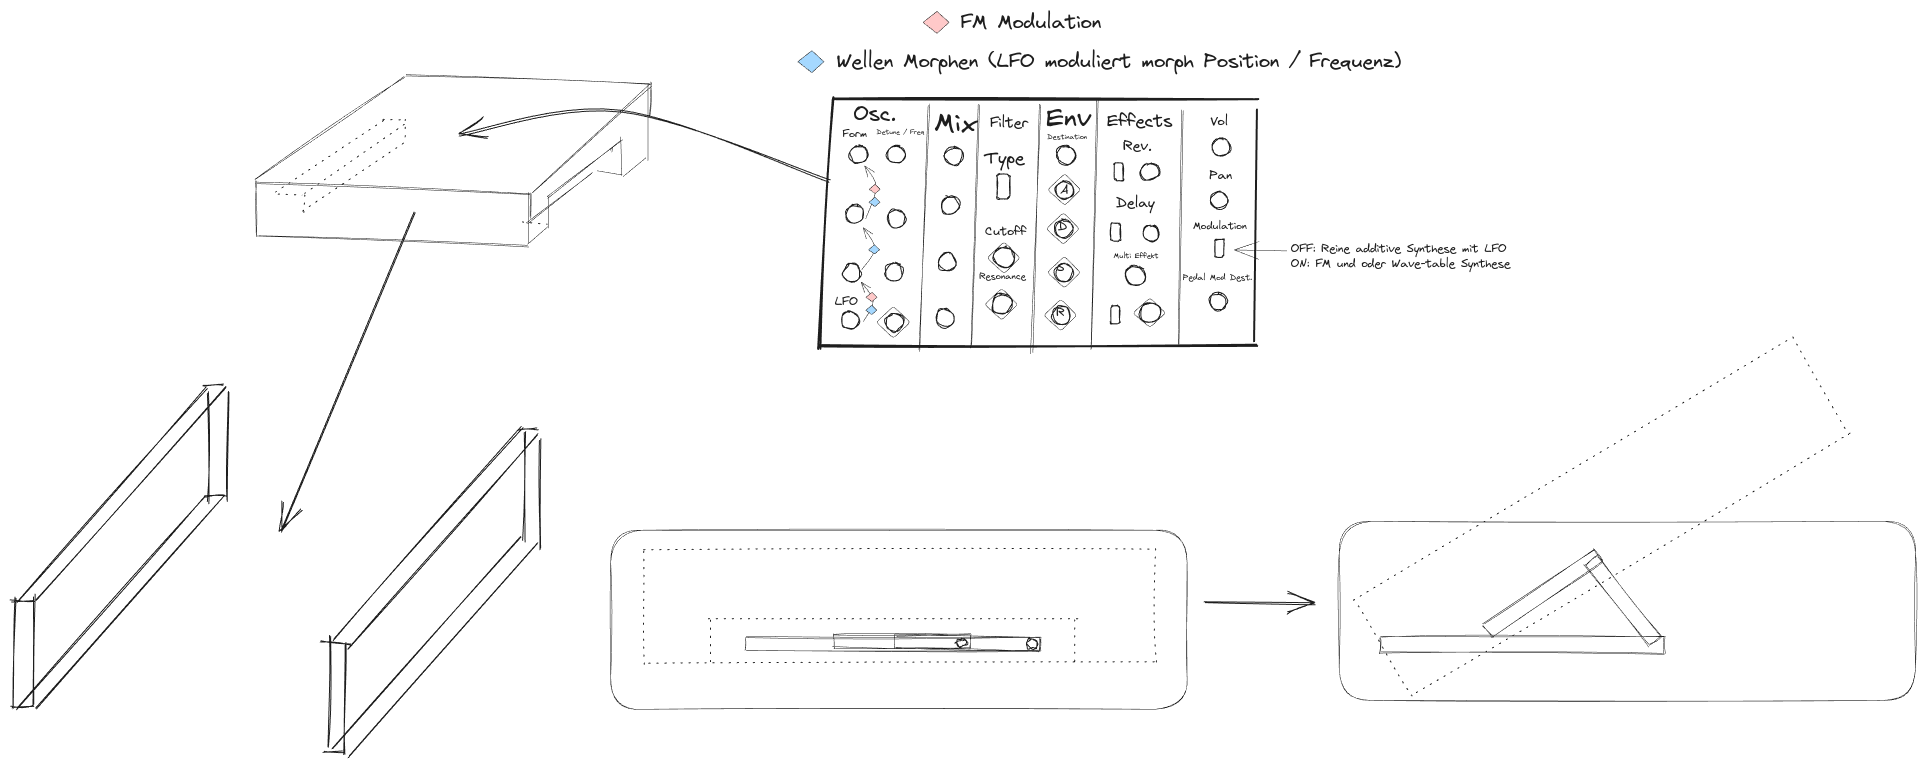 FM Modulation
Wellen Morphen (LFO moduliert morph Position / Frequenz)
Osc.
Form
Detune / Freq
LFO
Mix
Filter
Type
Cutoff
Resonance
Env
Destination
A
D
S
R
Effects
Rev.
Delay
Multi Effekt
Vol
Pan
Modulation
Pedal Mod Dest.
OFF: Reine additive Synthese mit LFO
ON: FM und oder Wave-table Synthese